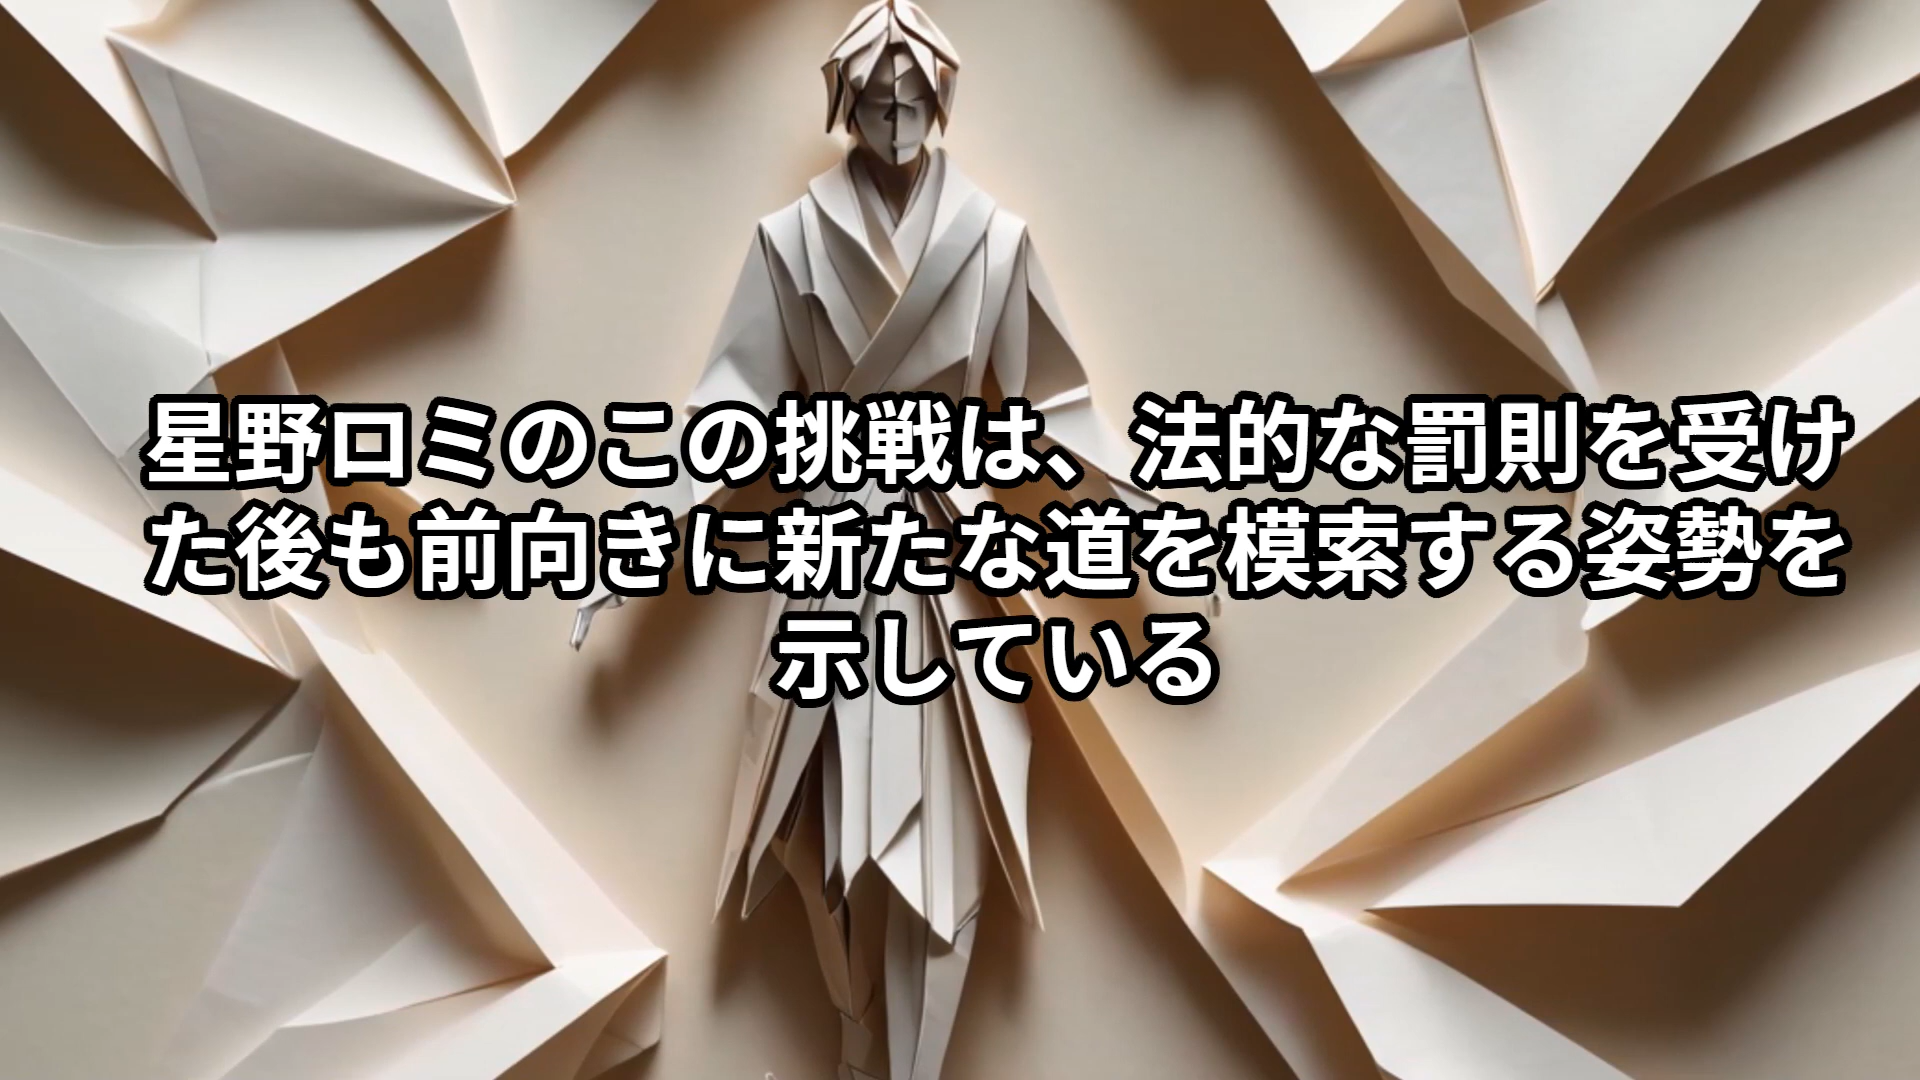 星野ロミのこの挑戦は、法的な罰則を受け
た後も前向きに新たな道を模索する姿勢を
示している